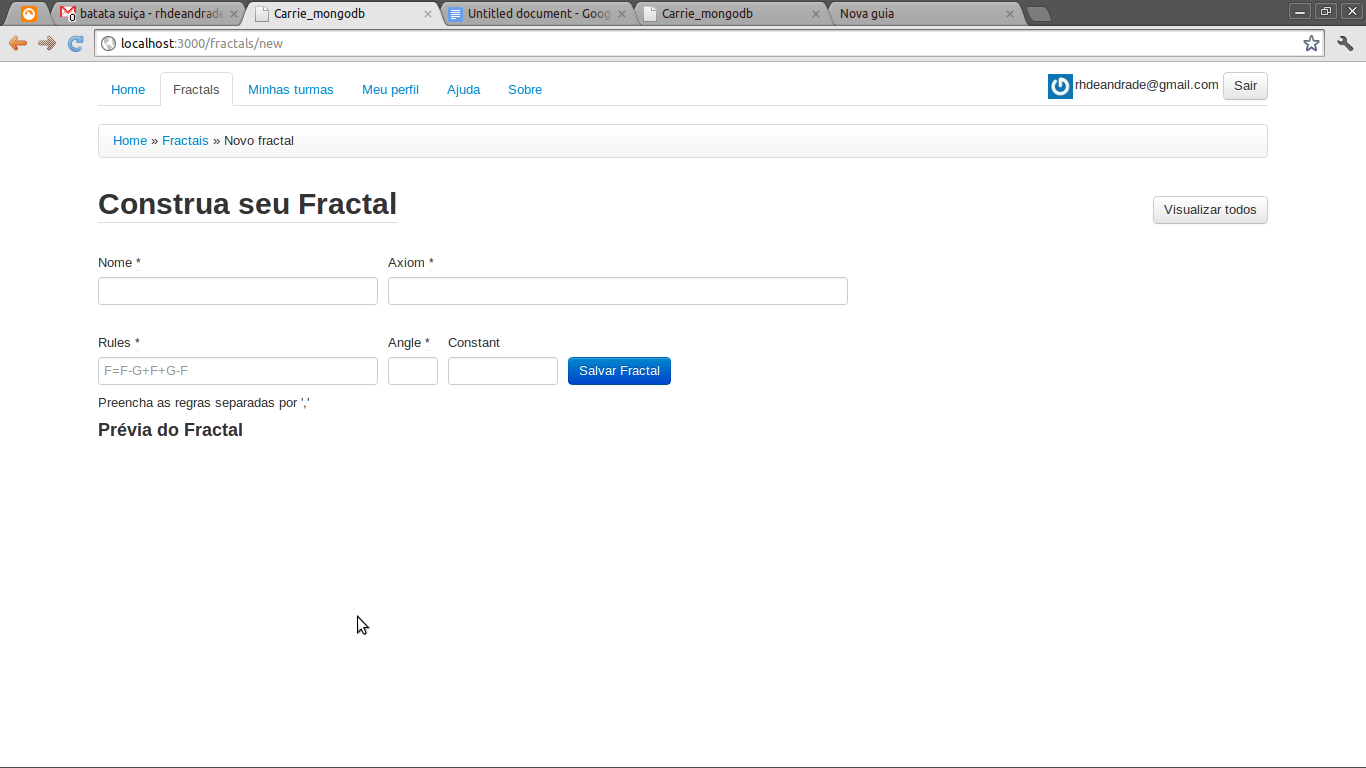 batata suiça - rhdeandrade Carrie_mongodb Untitled document - Goog Carrie_mongodb Nova guia
localhost:3000/fractals/new
Home Fractals Minhas turmas Meu perfil Ajuda Sobre rhdeandrade@gmail.com Sair
Home » Fractais » Novo fractal
Construa seu Fractal Visualizar todos
Nome * Axiom *
Rules * Angle * Constant
F=F-G+F+G-F Salvar Fractal
Preencha as regras separadas por ','
Prévia do Fractal